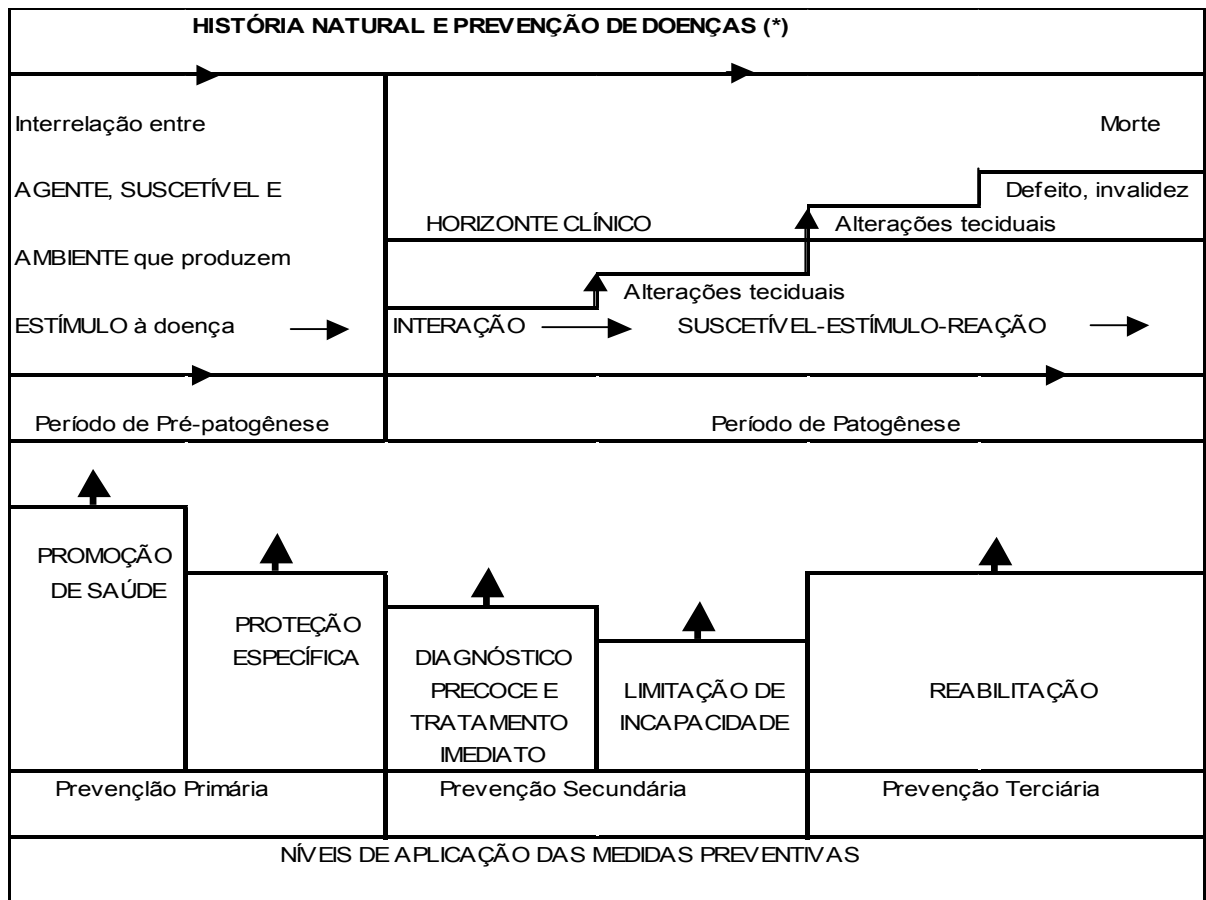 HISTÓRIA NATURAL E PREVENÇÃO DE DOENÇAS (*)
Interrelação entre
AGENTE, SUSCETÍVEL E
AMBIENTE que produzem
ESTÍMULO à doença
Morte
Defeito, invalidez
HORIZONTE CLÍNICO
Alterações teciduais
Alterações teciduais
INTERAÇÃO
SUSCETÍVEL-ESTÍMULO-REAÇÃO
Período de Pré-patogênese
Período de Patogênese
PROMOÇÃO
DE SAÚDE
PROTEÇÃO
ESPECÍFICA
DIAGNÓSTICO
PRECOCE E
TRATAMENTO
IMEDIATO
LIMITAÇÃO DE
INCAPACIDADE
REABILITAÇÃO
Prevençlão Primária
Prevenção Secundária
Prevenção Terciária
NÍVEIS DE APLICAÇÃO DAS MEDIDAS PREVENTIVAS